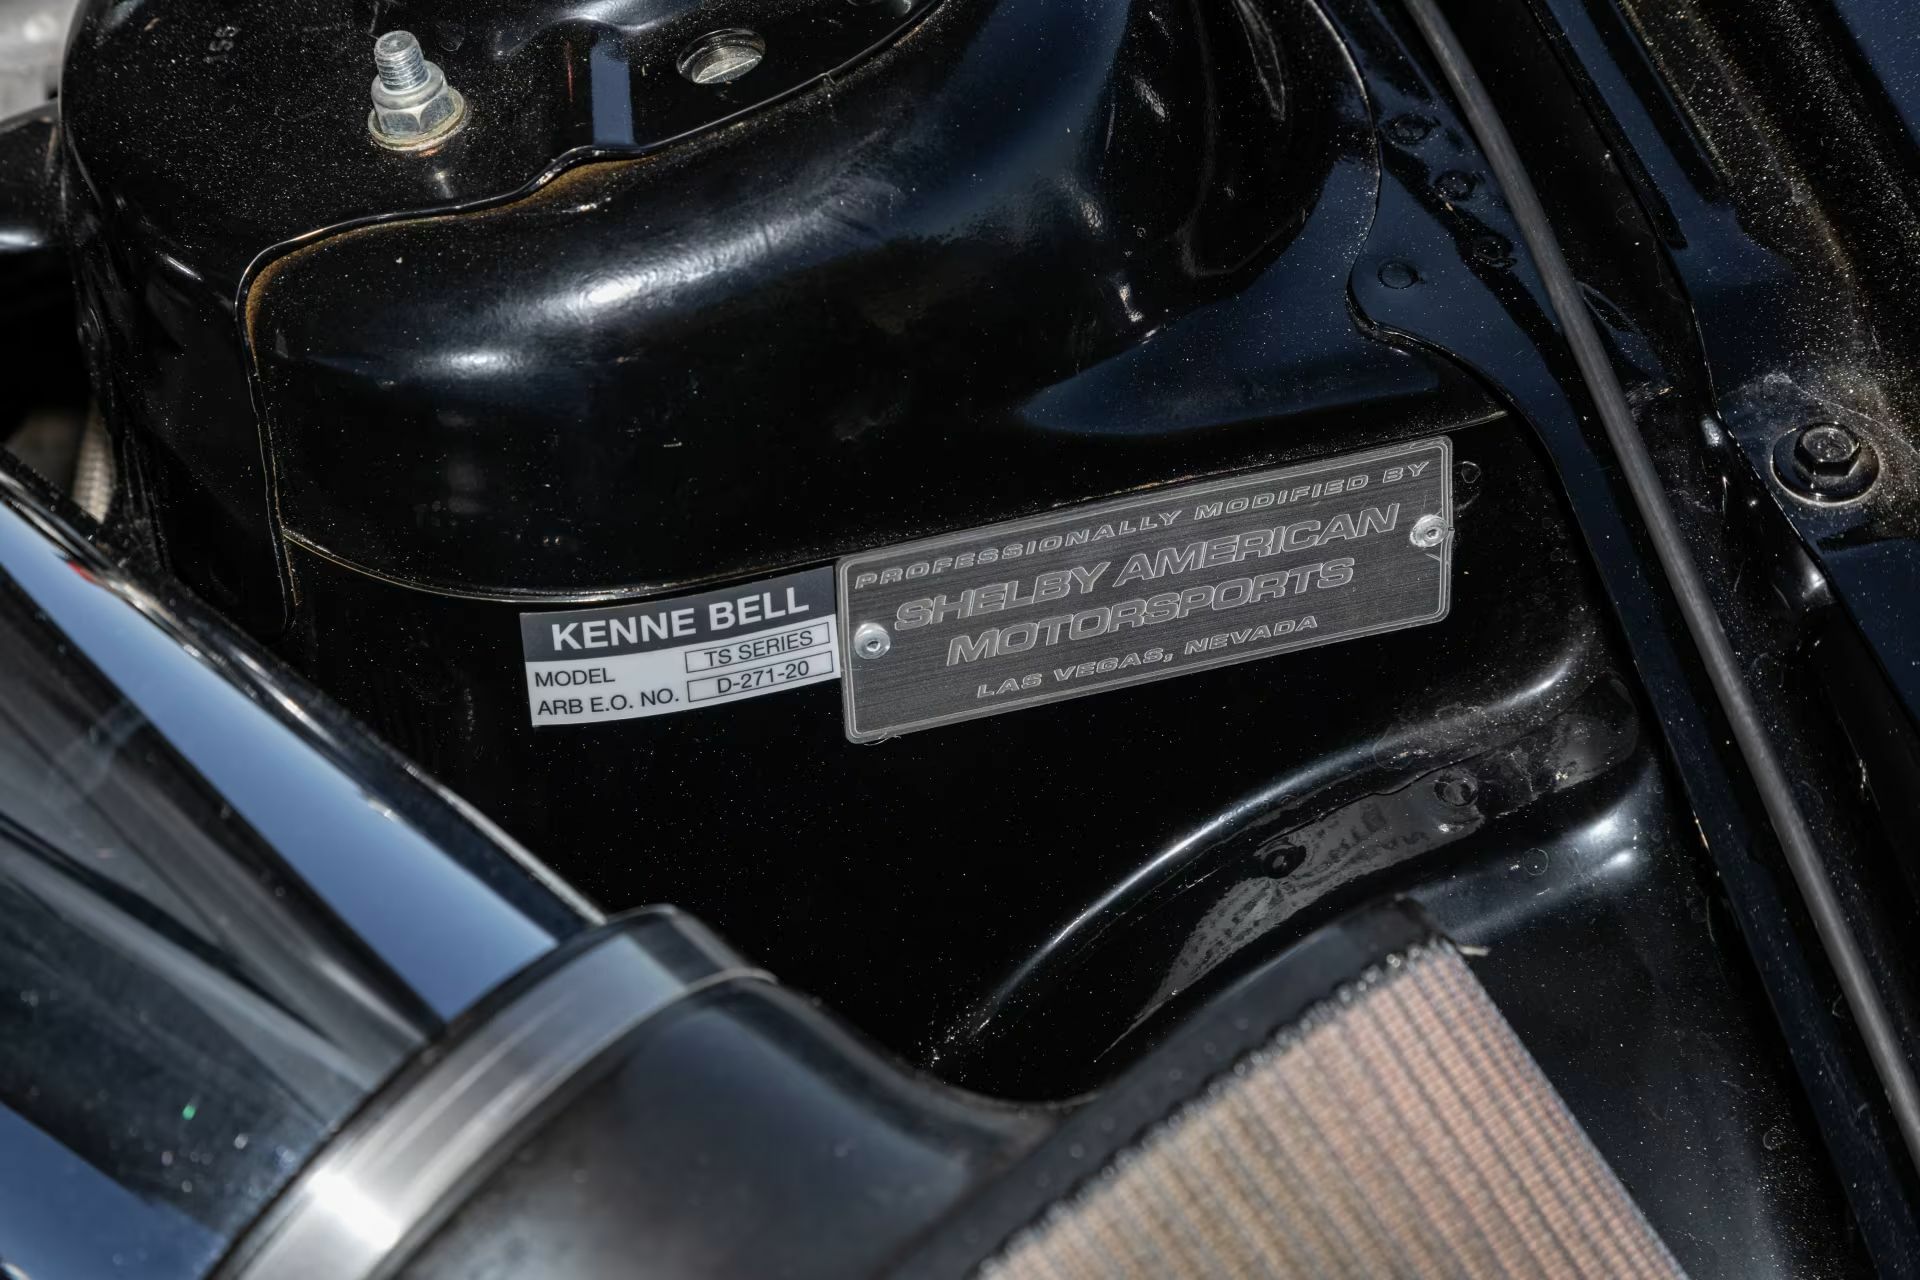 KENNE BELL
MODEL TS SERIES
ARB E.O. NO. D-271-20
PROFESSIONALLY MODIFIED BY
SHELBY AMERICAN
MOTORSPORTS
LAS VEGAS, NEVADA